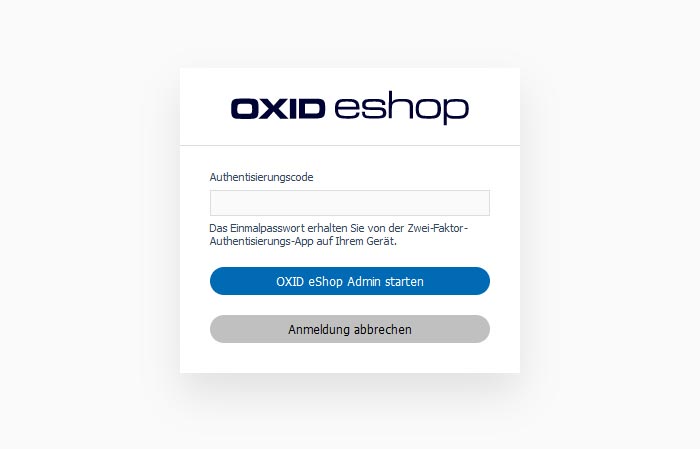 OXID eshop
Authentisierungscode
Das Einmalpasswort erhalten Sie von der Zwei-Faktor-
Authentisierungs-App auf Ihrem Gerät.
OXID eShop Admin starten
Anmeldung abbrechen